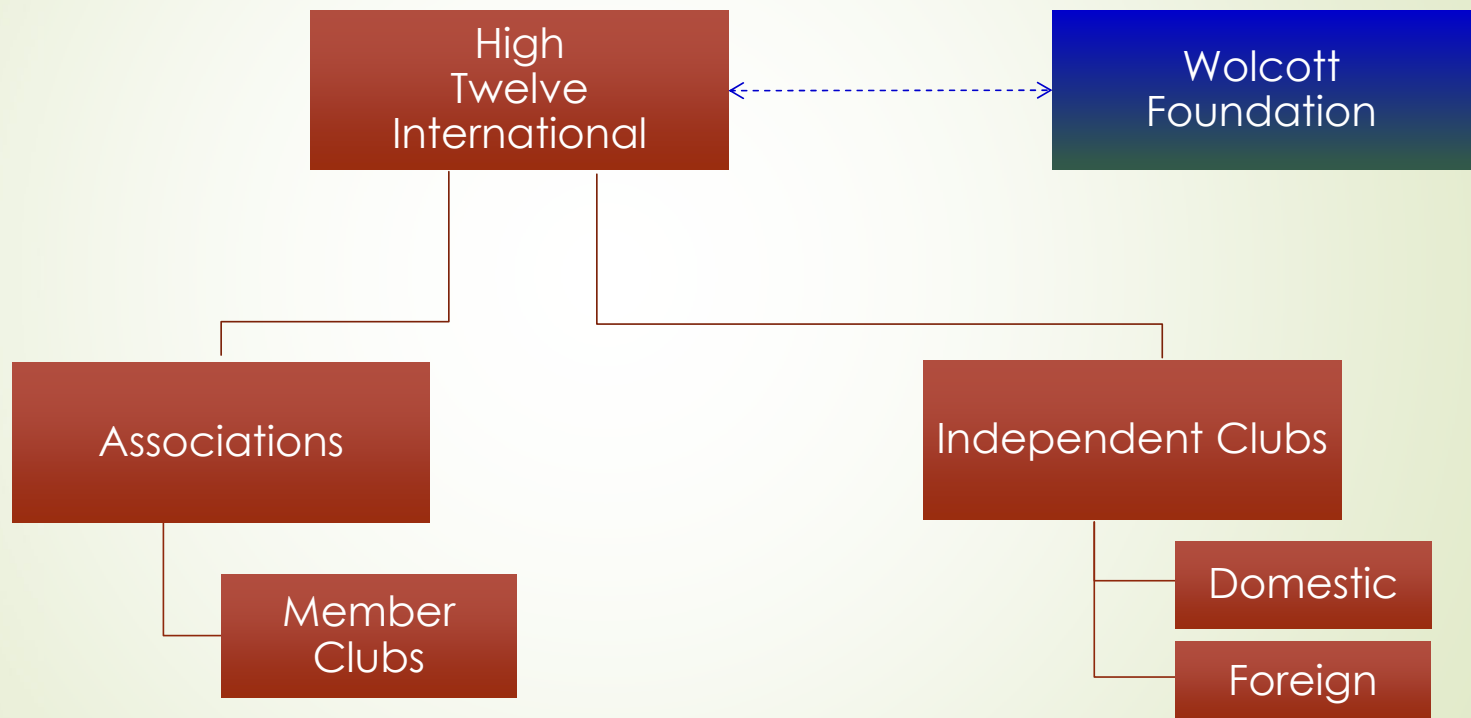 High
Twelve
International
Wolcott
Foundation
Associations
Independent Clubs
Member
Clubs
Domestic
Foreign